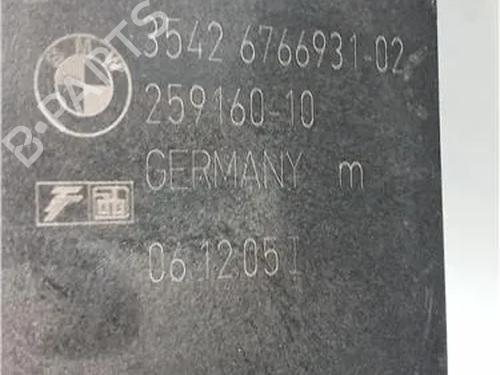 BMW
3542 6766931-02
259160-10
GERMANY m
06.12.05 I
B-PARTS